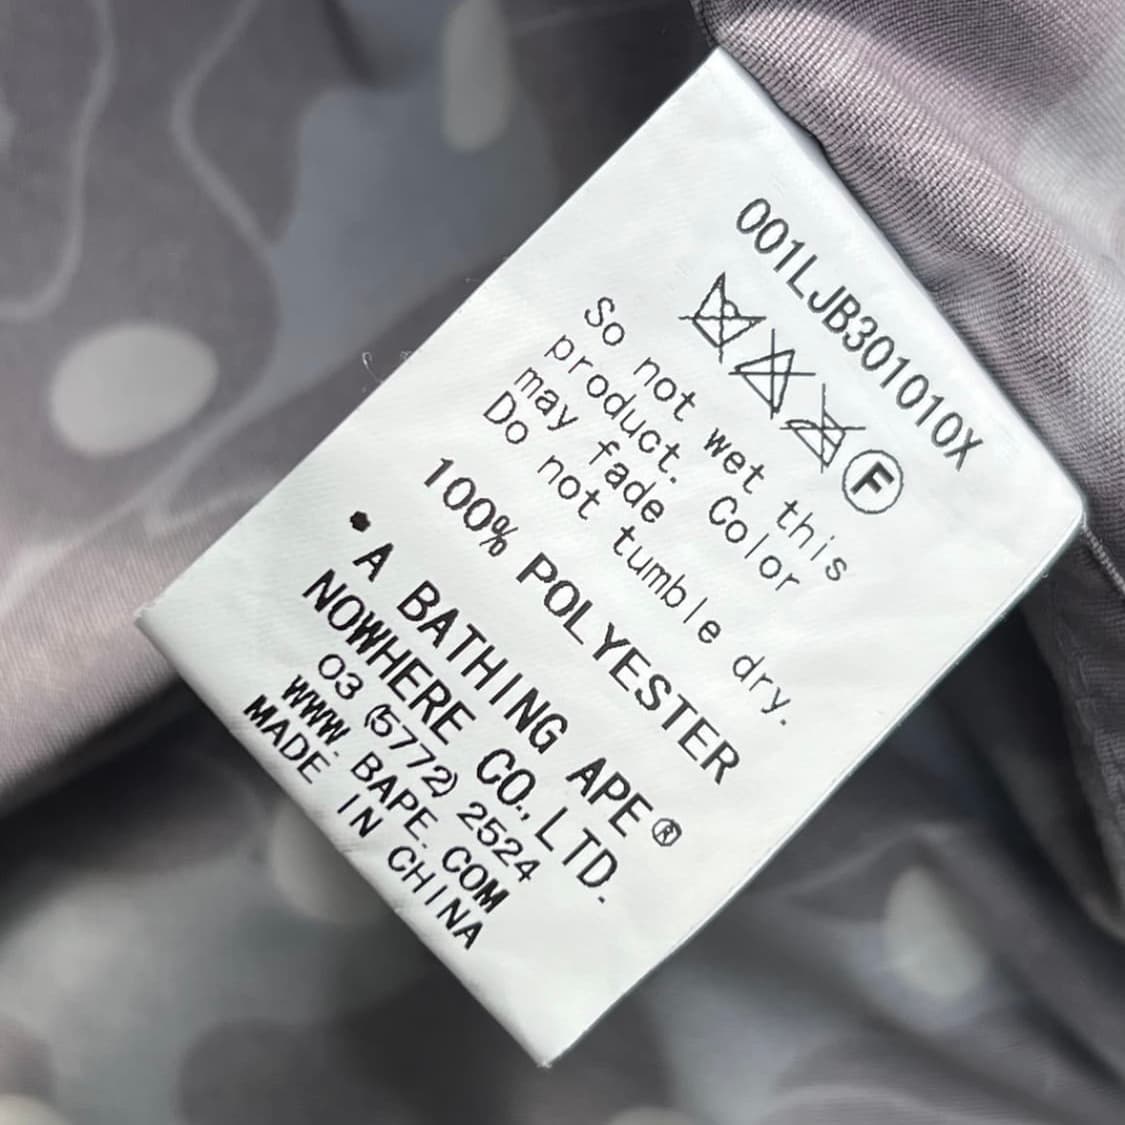 001LJB301010X
F
So not wet this
product. Color
may fade
Do not tumble dry.
100% POLYESTER
A BATHING APE®
NOWHERE CO., LTD.
03 (5772) 2524
WWW. BAPE. COM
MADE IN CHINA